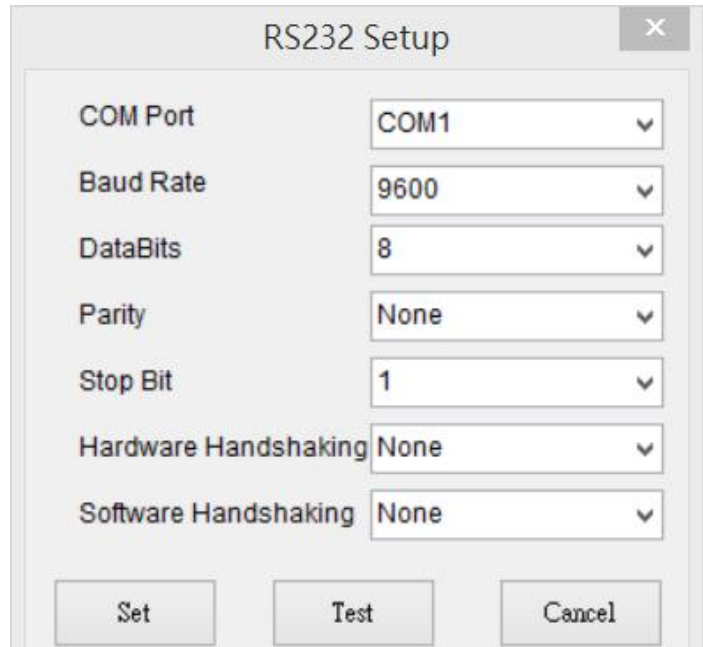 RS232 Setup
COM Port COM1
Baud Rate 9600
DataBits 8
Parity None
Stop Bit 1
Hardware Handshaking None
Software Handshaking None
Set Test Cancel